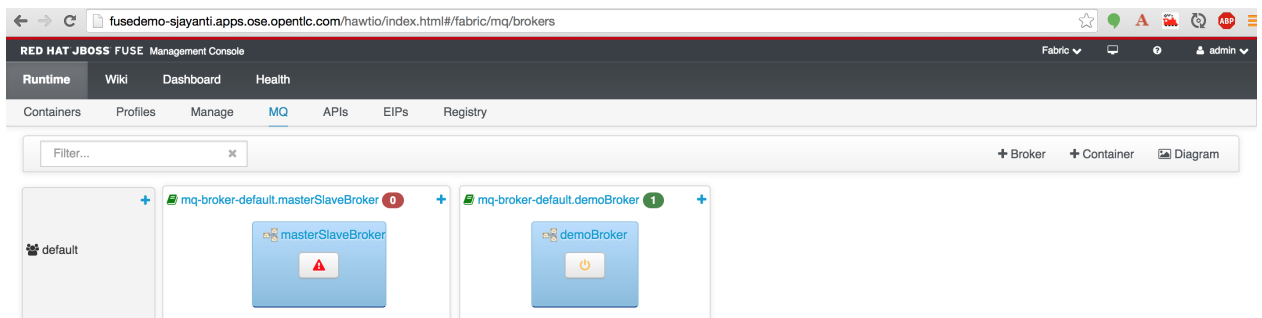 fusedemo-sjayanti.apps.ose.opentlc.com/hawtio/index.html#/fabric/mq/brokers
A ABP
RED HAT JBOSS FUSE Management Console Fabric admin
Runtime Wiki Dashboard Health
Containers Profiles Manage MQ APIs EIPs Registry
Filter... Broker Container Diagram
mq-broker-default.masterSlaveBroker 0 mq-broker-default.demoBroker 1
masterSlaveBroker demoBroker
default